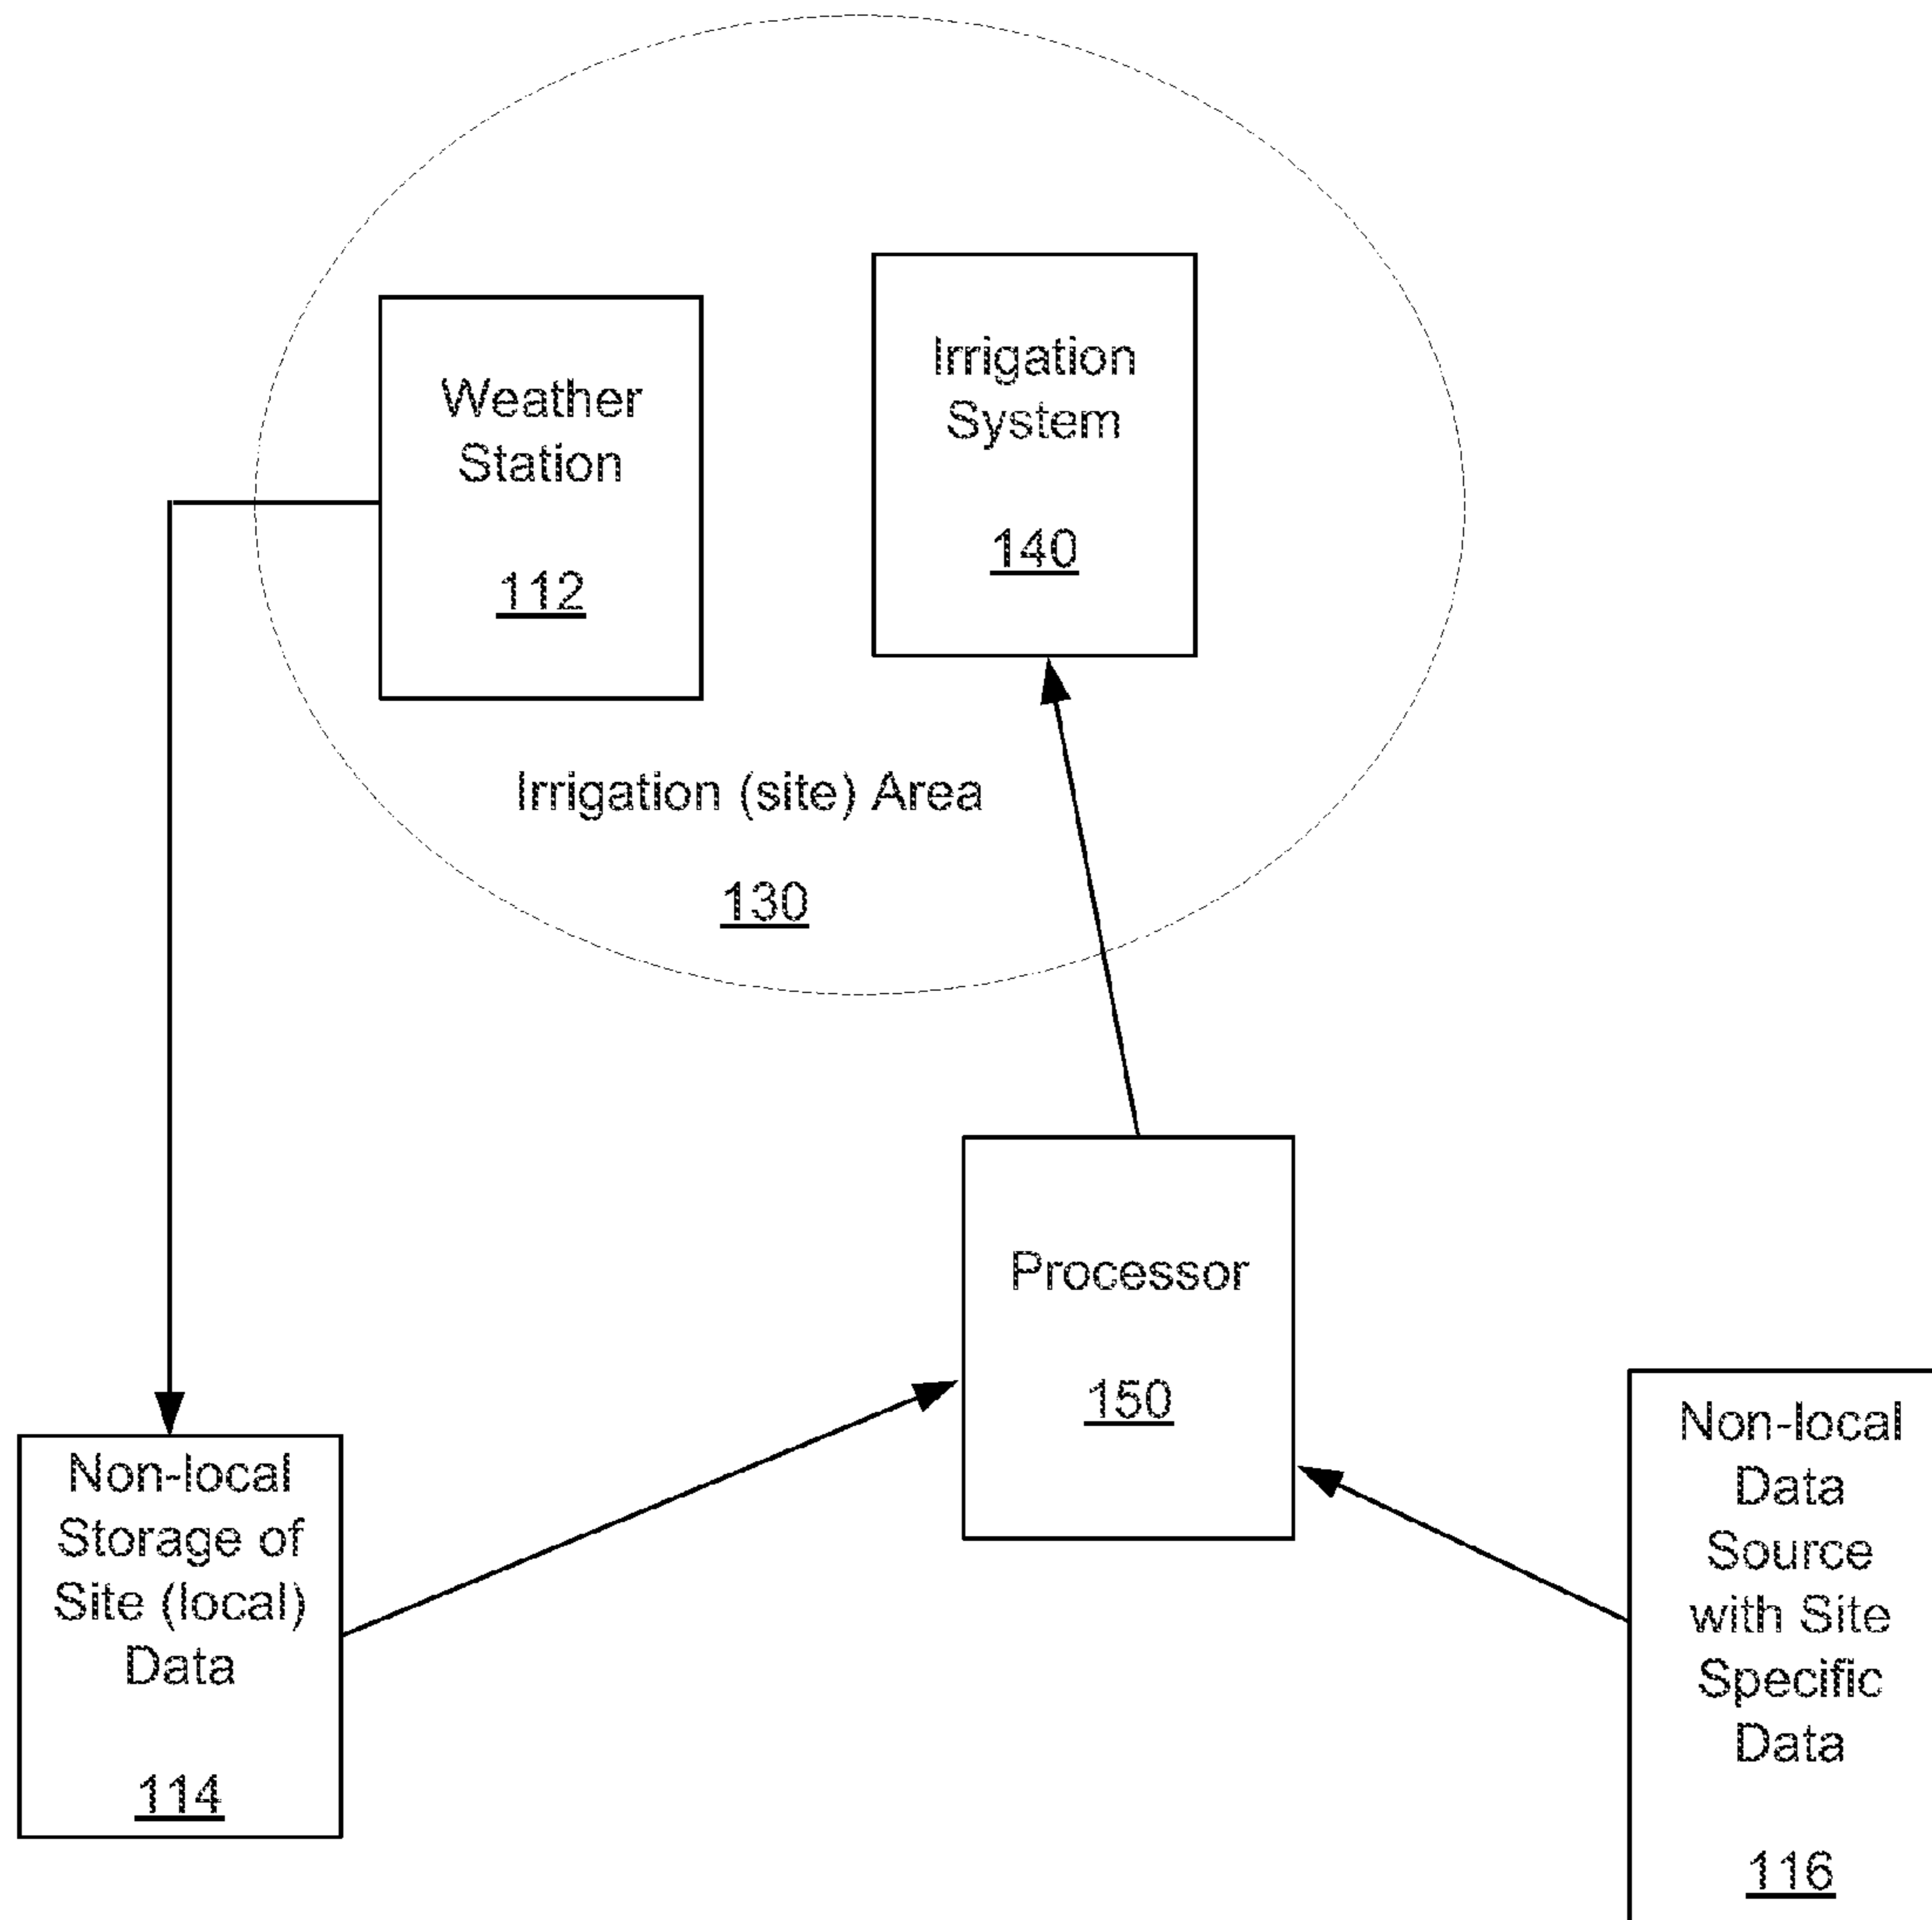 Weather
Station
112
Irrigation
System
140
Irrigation (site) Area
130
Processor
150
Non-local
Storage of
Site (local)
Data
114
Non-local
Data
Source
with Site
Specific
Data
116